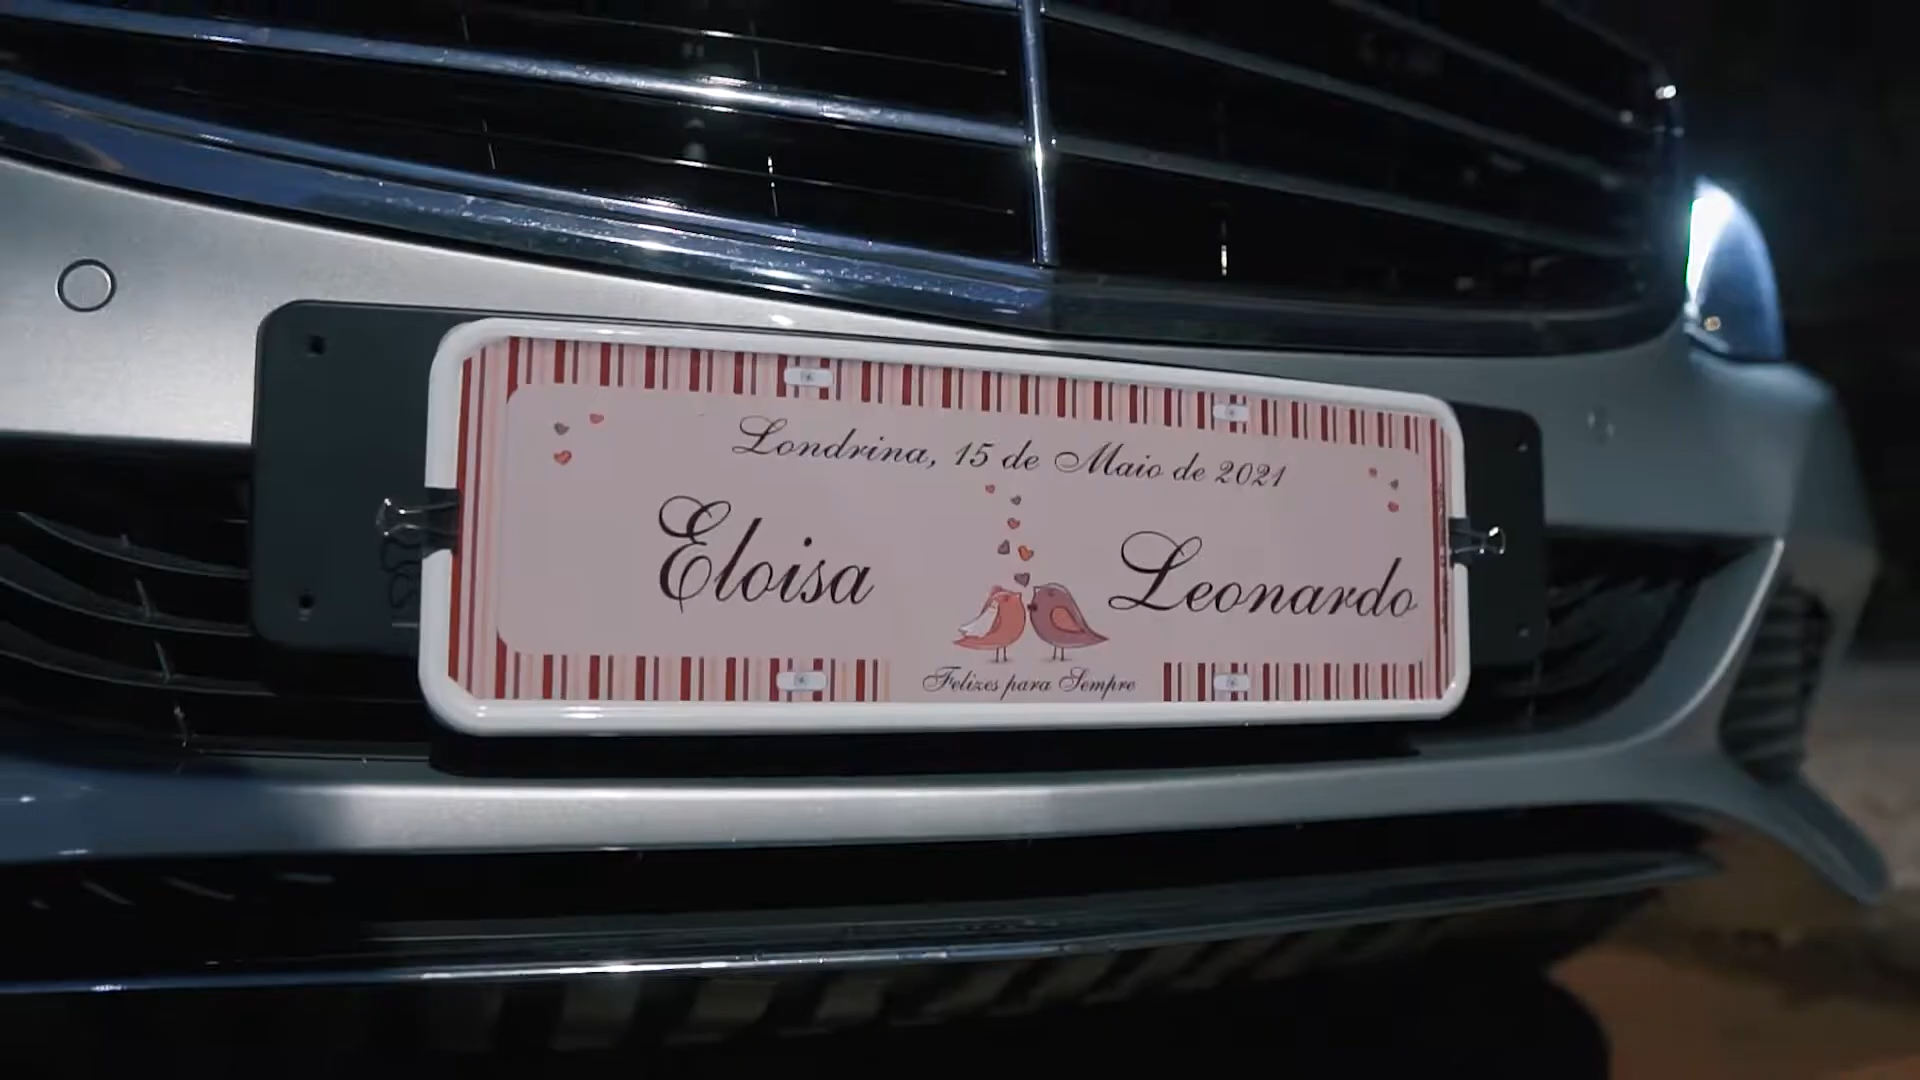 Londrina, 15 de Maio de 2021
Eloisa Leonardo
Felizes para Sempre